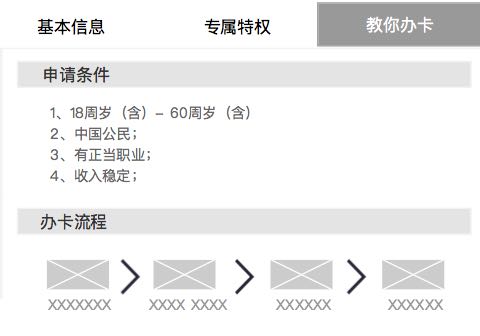 基本信息 专属特权 教你办卡
申请条件
1、18周岁（含）– 60周岁（含）
2、中国公民；
3、有正当职业；
4、收入稳定；
办卡流程
XXXXXXX XXXX XXXX XXXXXX XXXXXX